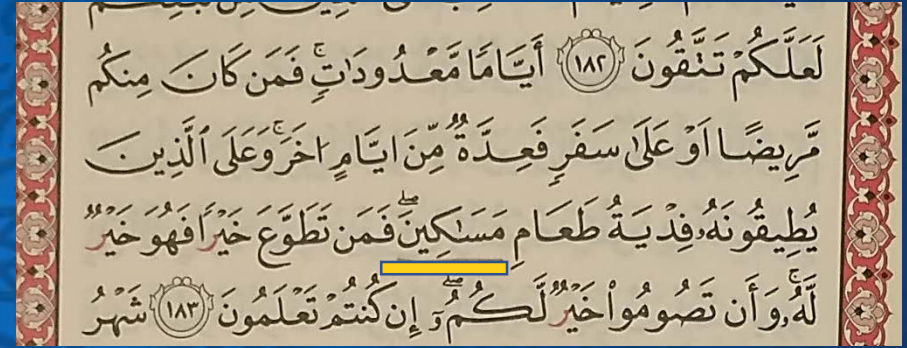 لَعَلَّكُمْ تَتَّقُونَ ١٨٢ أَيَّامًا مَّعْدُودَٰتٍۚ فَمَن كَانَ مِنكُم
مَّرِيضًا اَوْ عَلَىٰ سَفَرٍ فَعِدَّةٌ مِّنَ اَيَّامٍ اخَرَۚ وَعَلَى ٱلَّذِينَ
يُطِيقُونَهُۥ فِدْيَةُ طَعَامِ مَسَٰكِينَۖ فَمَن تَطَوَّعَ خَيْرًا فَهُوَ خَيْرٌ
لَّهُۥۚ وَأَن تَصُومُواْ خَيْرٌ لَّكُمُۥٓۖ إِن كُنتُمْ تَعْلَمُونَ ١٨٣ شَهْرُ